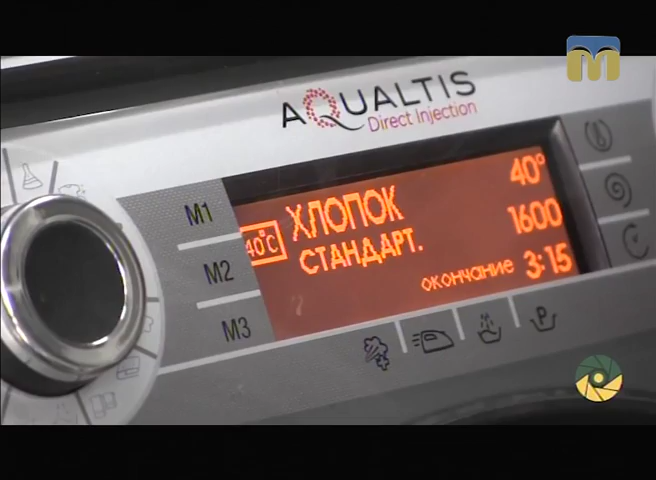 M
AQUALTIS
Direct Injection
M1
M2
M3
40°C
ХЛОПОК
СТАНДАРТ.
40°
1600
окончание 3:15
P